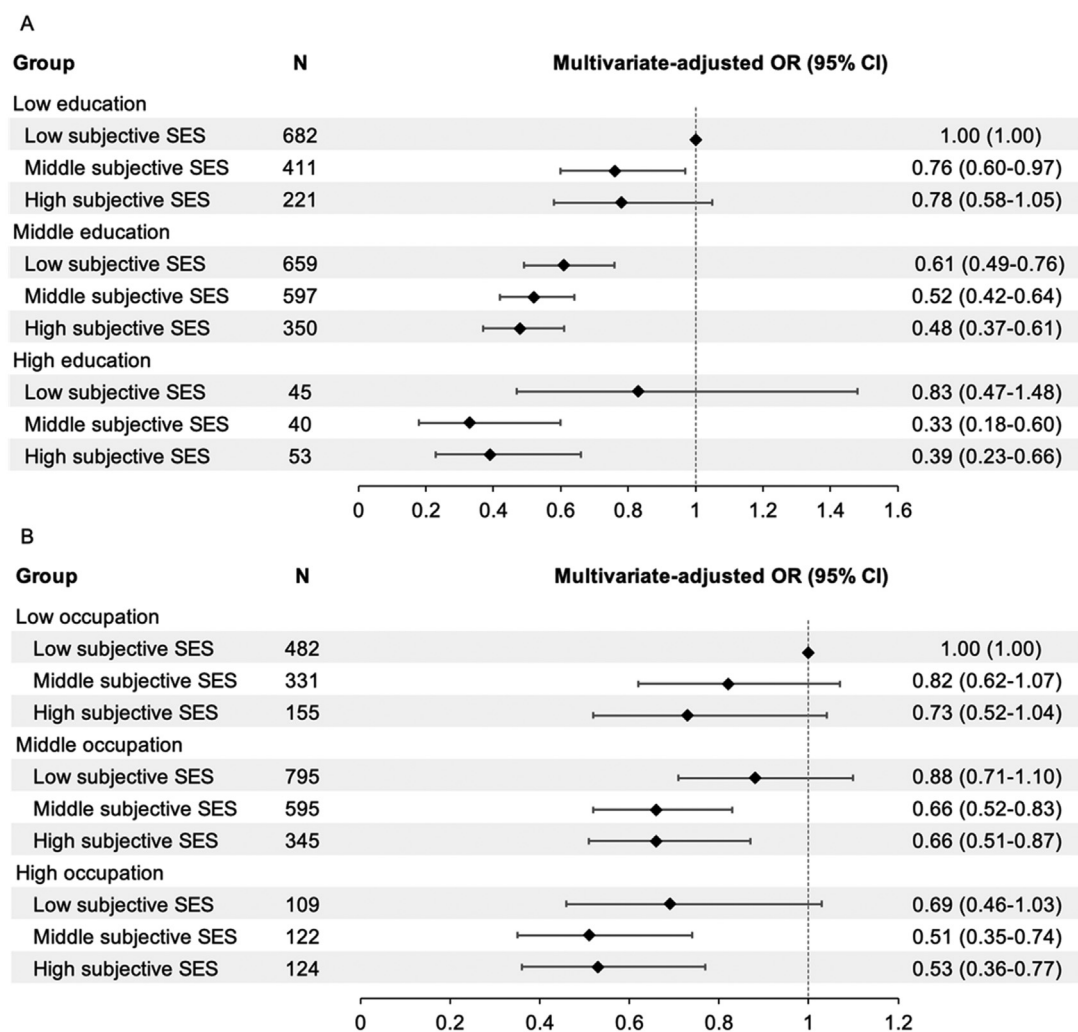 A
Group N Multivariate-adjusted OR (95% CI)
Low education
Low subjective SES 682 1.00 (1.00)
Middle subjective SES 411 0.76 (0.60-0.97)
High subjective SES 221 0.78 (0.58-1.05)
Middle education
Low subjective SES 659 0.61 (0.49-0.76)
Middle subjective SES 597 0.52 (0.42-0.64)
High subjective SES 350 0.48 (0.37-0.61)
High education
Low subjective SES 45 0.83 (0.47-1.48)
Middle subjective SES 40 0.33 (0.18-0.60)
High subjective SES 53 0.39 (0.23-0.66)
0 0.2 0.4 0.6 0.8 1 1.2 1.4 1.6
B
Group N Multivariate-adjusted OR (95% CI)
Low occupation
Low subjective SES 482 1.00 (1.00)
Middle subjective SES 331 0.82 (0.62-1.07)
High subjective SES 155 0.73 (0.52-1.04)
Middle occupation
Low subjective SES 795 0.88 (0.71-1.10)
Middle subjective SES 595 0.66 (0.52-0.83)
High subjective SES 345 0.66 (0.51-0.87)
High occupation
Low subjective SES 109 0.69 (0.46-1.03)
Middle subjective SES 122 0.51 (0.35-0.74)
High subjective SES 124 0.53 (0.36-0.77)
0 0.2 0.4 0.6 0.8 1 1.2